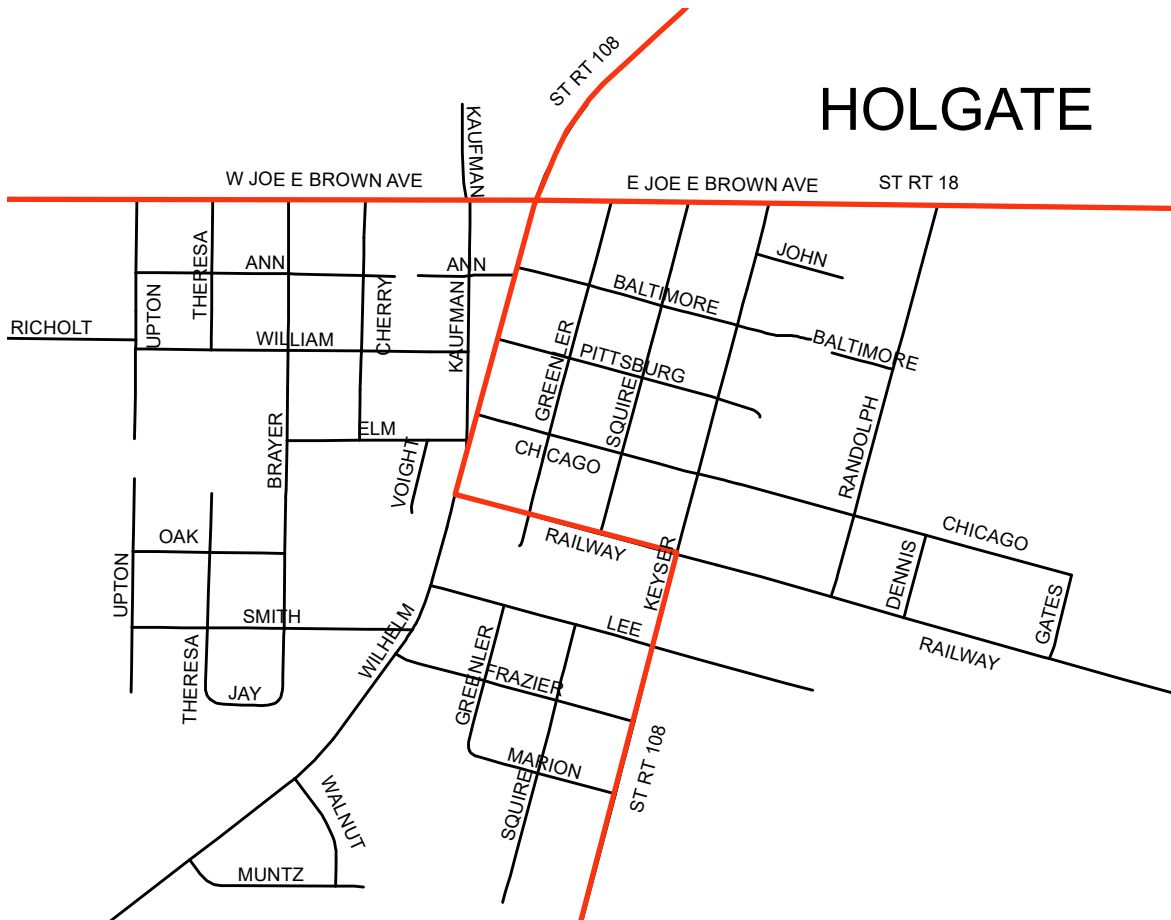 ST RT 108
HOLGATE
KAUFMAN
W JOE E BROWN AVE
E JOE E BROWN AVE
ST RT 18
THERESA
ANN
ANN
JOHN
UPTON
CHERRY
KAUFMAN
BALTIMORE
RICHOLT
WILLIAM
BALTIMORE
PITTSBURG
GREENLER
SQUIRE
RANDOLPH
BRAYER
ELM
VOIGHT
CHICAGO
CHICAGO
OAK
RAILWAY
KEYSER
DENNIS
GATES
UPTON
SMITH
WILHELM
LEE
RAILWAY
THERESA
JAY
GREENLER
FRAZIER
MARION
SQUIRE
ST RT 108
WALNUT
MUNTZ